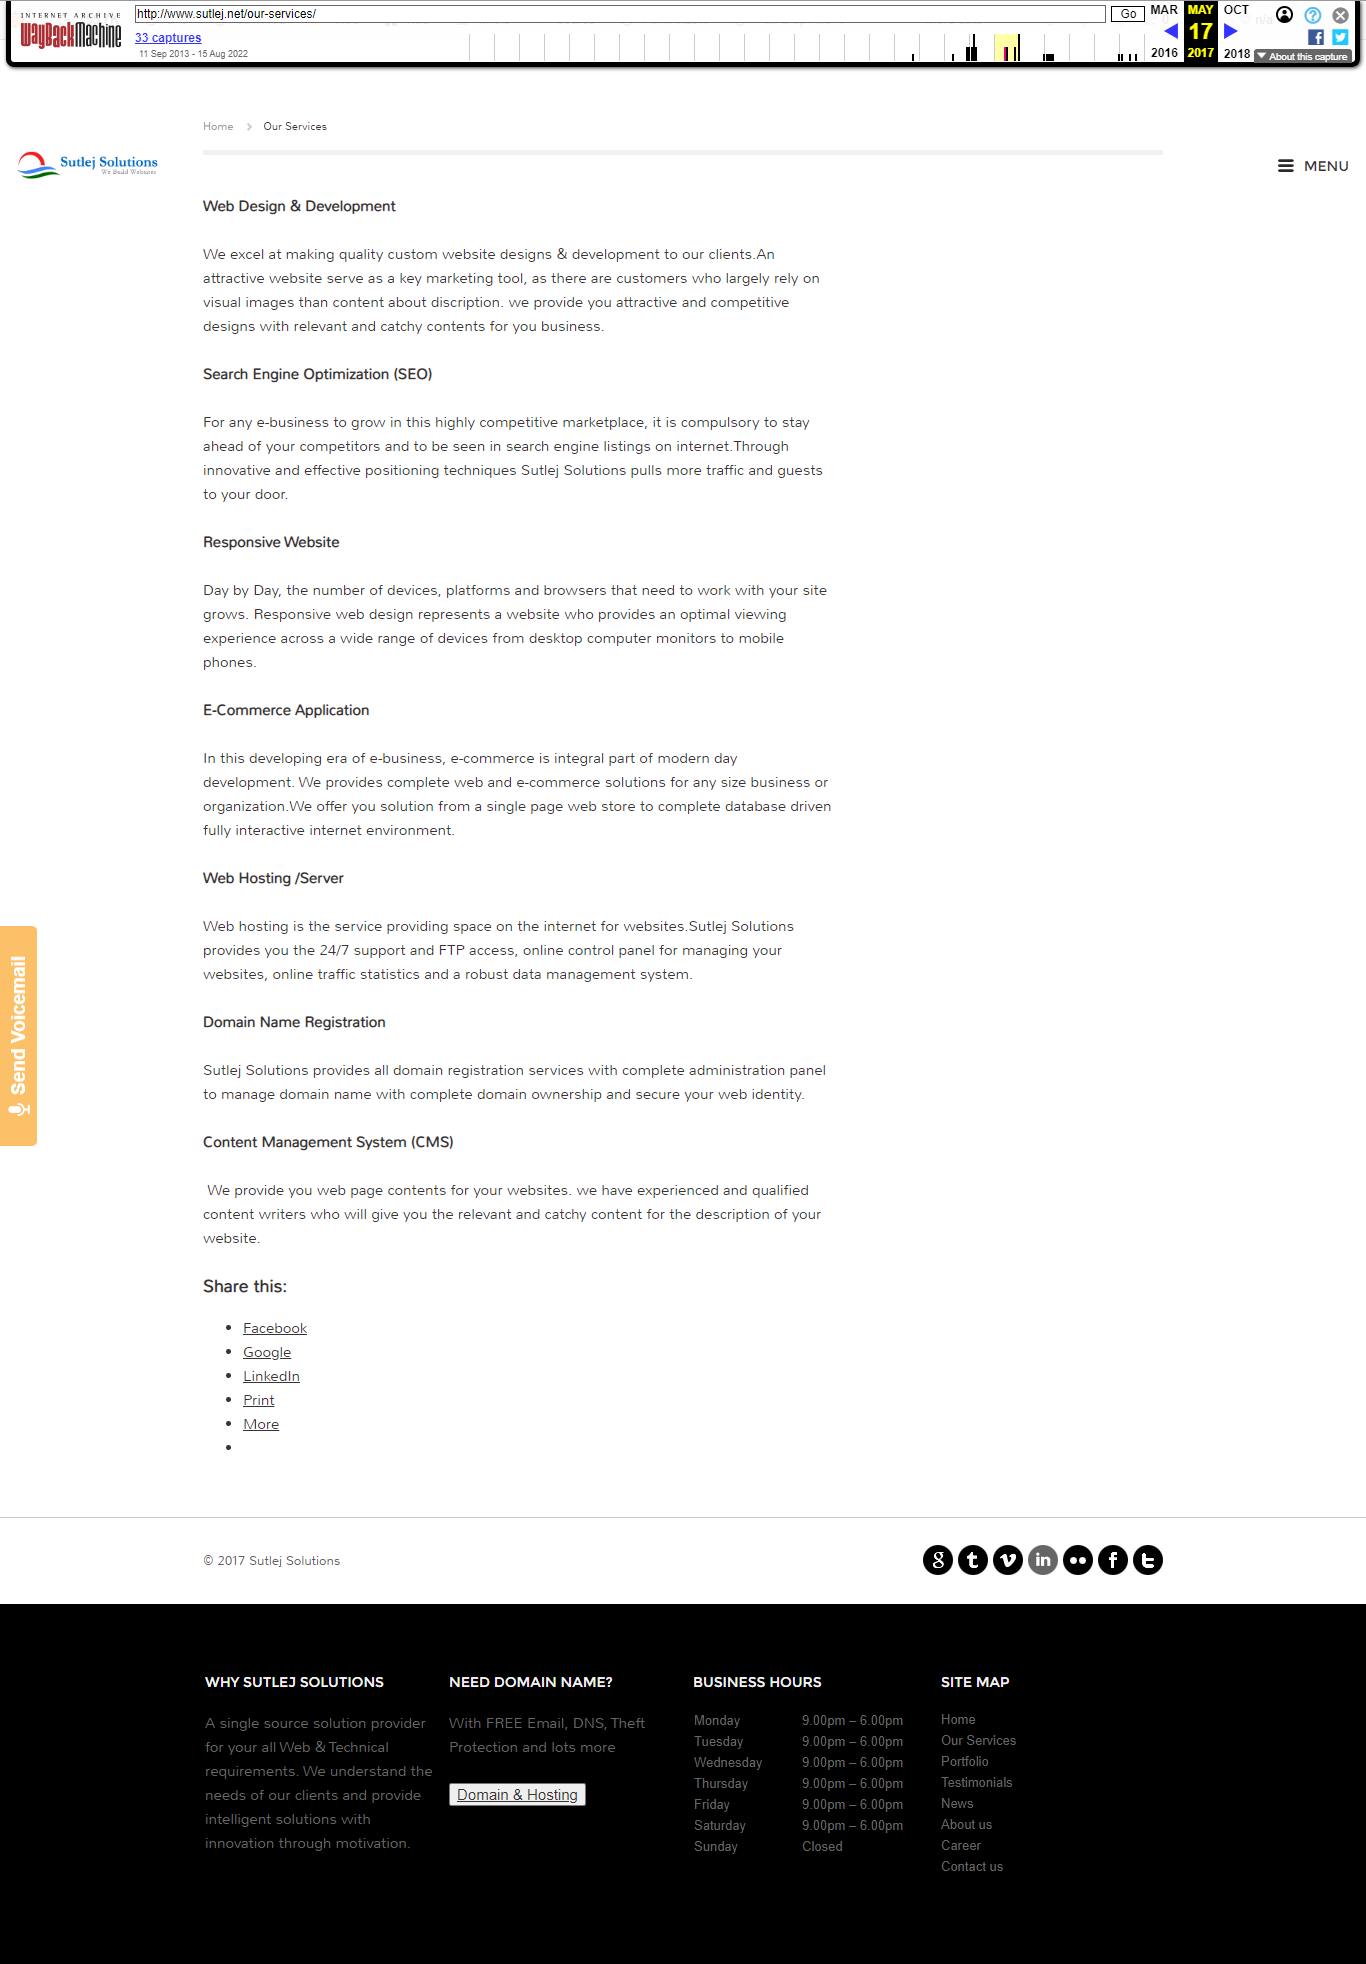 INTERNET ARCHIVE
WayBackMachine
http://www.sutlej.net/our-services/
Go
33 captures
11 Sep 2013 - 15 Aug 2022
MAR MAY OCT
17
2016 2017 2018
n/a
About this capture
Home Our Services
Sutlej Solutions
We Build Websites
MENU
Web Design & Development
We excel at making quality custom website designs & development to our clients.An
attractive website serve as a key marketing tool, as there are customers who largely rely on
visual images than content about discription. we provide you attractive and competitive
designs with relevant and catchy contents for you business.
Search Engine Optimization (SEO)
For any e-business to grow in this highly competitive marketplace, it is compulsory to stay
ahead of your competitors and to be seen in search engine listings on internet.Through
innovative and effective positioning techniques Sutlej Solutions pulls more traffic and guests
to your door.
Responsive Website
Day by Day, the number of devices, platforms and browsers that need to work with your site
grows. Responsive web design represents a website who provides an optimal viewing
experience across a wide range of devices from desktop computer monitors to mobile
phones.
E-Commerce Application
In this developing era of e-business, e-commerce is integral part of modern day
development. We provides complete web and e-commerce solutions for any size business or
organization.We offer you solution from a single page web store to complete database driven
fully interactive internet environment.
Web Hosting /Server
Web hosting is the service providing space on the internet for websites.Sutlej Solutions
provides you the 24/7 support and FTP access, online control panel for managing your
websites, online traffic statistics and a robust data management system.
Send Voicemail
Domain Name Registration
Sutlej Solutions provides all domain registration services with complete administration panel
to manage domain name with complete domain ownership and secure your web identity.
Content Management System (CMS)
We provide you web page contents for your websites. we have experienced and qualified
content writers who will give you the relevant and catchy content for the description of your
website.
Share this:
Facebook
Google
LinkedIn
Print
More
© 2017 Sutlej Solutions
WHY SUTLEJ SOLUTIONS
A single source solution provider
for your all Web & Technical
requirements. We understand the
needs of our clients and provide
intelligent solutions with
innovation through motivation.
NEED DOMAIN NAME?
With FREE Email, DNS, Theft
Protection and lots more
Domain & Hosting
BUSINESS HOURS
Monday 9.00pm – 6.00pm
Tuesday 9.00pm – 6.00pm
Wednesday 9.00pm – 6.00pm
Thursday 9.00pm – 6.00pm
Friday 9.00pm – 6.00pm
Saturday 9.00pm – 6.00pm
Sunday Closed
SITE MAP
Home
Our Services
Portfolio
Testimonials
News
About us
Career
Contact us